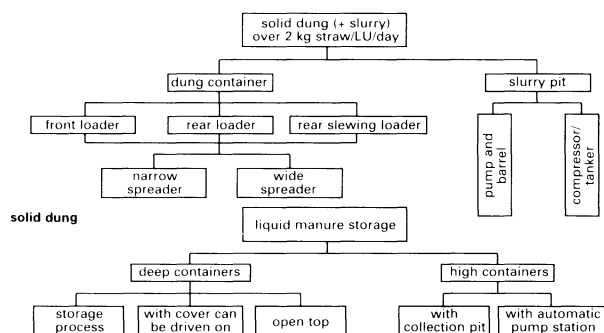 solid dung (+ slurry)
over 2 kg straw/LU/day
dung container
slurry pit
front loader
rear loader
rear slewing loader
pump and
barrel
compressor/
tanker
narrow
spreader
wide
spreader
solid dung
liquid manure storage
deep containers
high containers
storage
process
with cover can
be driven on
open top
with
collection pit
with automatic
pump station